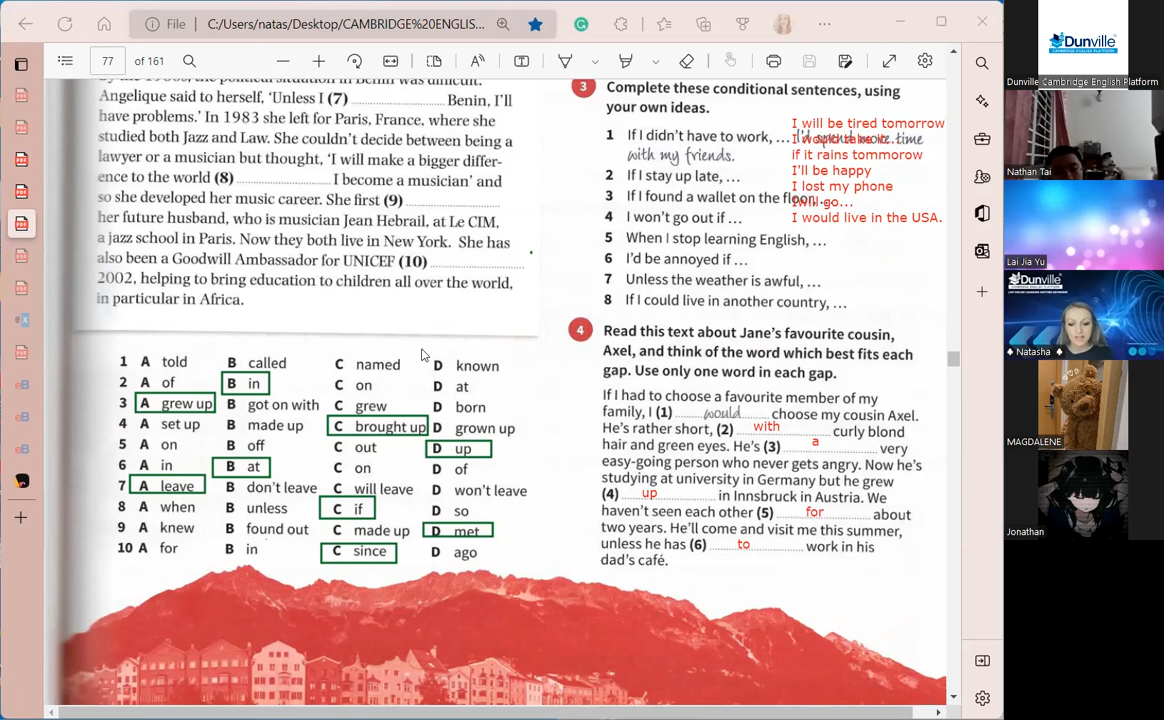 File
C:/Users/natas/Desktop/CAMBRIDGE%20ENGLIS...
77 of 161
By the 1980s, the political situation in Benin was difficult.
Angelique said to herself, 'Unless I (7) Benin, I'll
have problems.' In 1983 she left for Paris, France, where she
studied both Jazz and Law. She couldn't decide between being a
lawyer or a musician but thought, 'I will make a bigger differ-
ence to the world (8) I become a musician' and
so she developed her music career. She first (9)
her future husband, who is musician Jean Hebrail, at Le CIM,
a jazz school in Paris. Now they both live in New York. She has
also been a Goodwill Ambassador for UNICEF (10)
2002, helping to bring education to children all over the world,
in particular in Africa.
1 A told B called C named D known
2 A of B in C on D at
3 A grew up B got on with C grew D born
4 A set up B made up C brought up D grown up
5 A on B off C out D up
6 A in B at C on D of
7 A leave B don't leave C will leave D won't leave
8 A when B unless C if D so
9 A knew B found out C made up D met
10 A for B in C since D ago
3 Complete these conditional sentences, using
your own ideas.
1 If I didn't have to work, ... I'd spend more time
with my friends.
2 If I stay up late, ...
3 If I found a wallet on the floor, ...
4 I won't go out if ...
5 When I stop learning English, ...
6 I'd be annoyed if ...
7 Unless the weather is awful, ...
8 If I could live in another country, ...
I will be tired tomorrow
I would take it
if it rains tommorow
I'll be happy
I lost my phone
I will go...
I would live in the USA.
4 Read this text about Jane's favourite cousin,
Axel, and think of the word which best fits each
gap. Use only one word in each gap.
If I had to choose a favourite member of my
family, I (1) would choose my cousin Axel.
He's rather short, (2) with curly blond
hair and green eyes. He's (3) a very
easy-going person who never gets angry. Now he's
studying at university in Germany but he grew
(4) up in Innsbruck in Austria. We
haven't seen each other (5) for about
two years. He'll come and visit me this summer,
unless he has (6) to work in his
dad's café.
Dunville
CAMBRIDGE ENGLISH PLATFORM
Dunville Cambridge English Platform
Nathan Tai
Lai Jia Yu
Dunville
♠ Natasha ♠
MAGDALENE
Jonathan